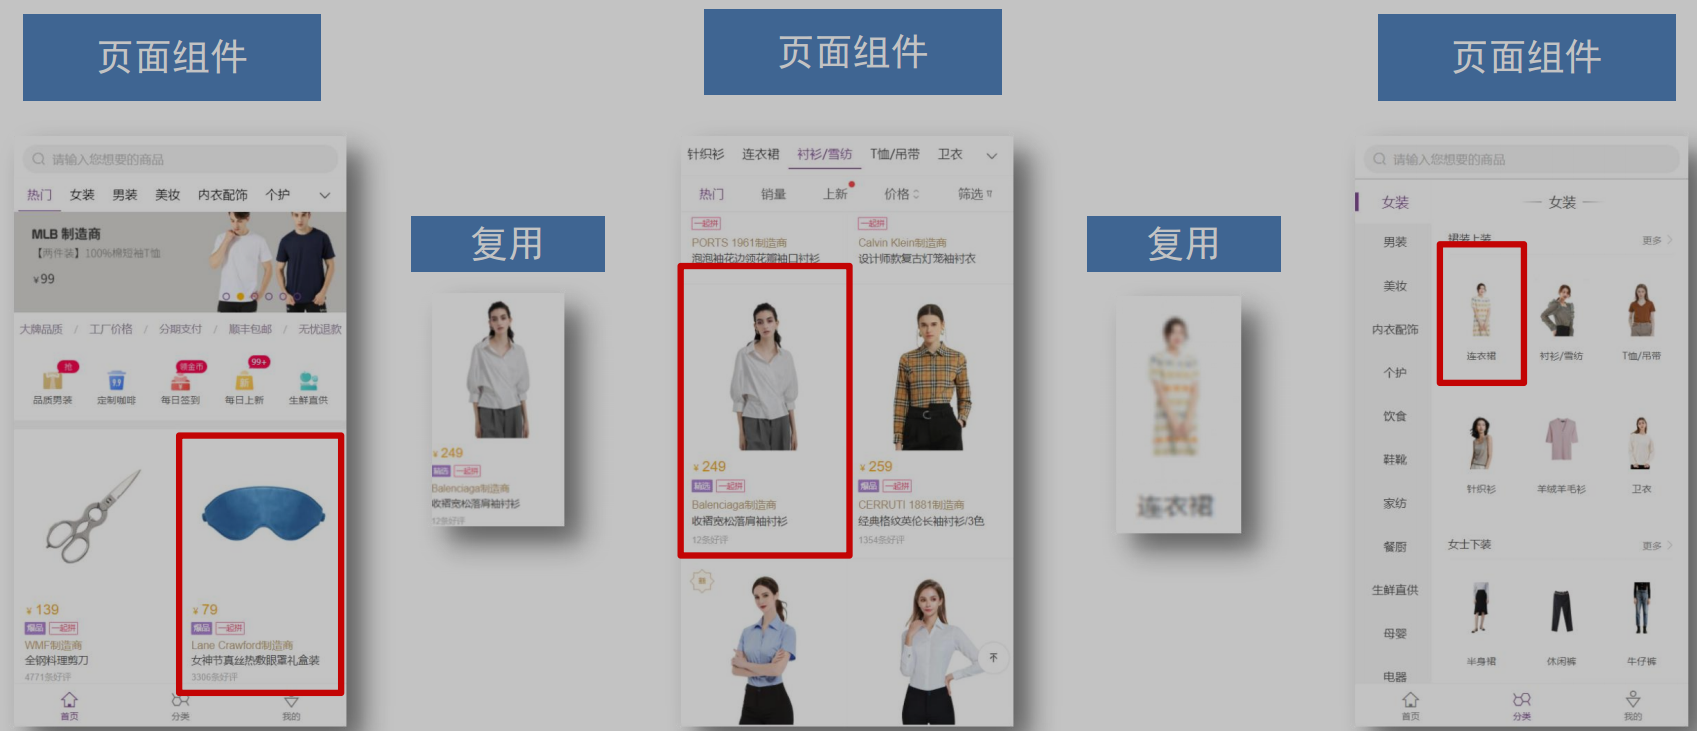 页面组件
请输入您想要的商品
热门 女装 男装 美妆 内衣配饰 个护
MLB 制造商
【两件装】100%棉短袖T恤
¥99
大牌品质 / 工厂价格 / 分期支付 / 顺丰包邮 / 无忧退款
抢 领金币 99+
品质男装 定制咖啡 每日签到 每日上新 生鲜直供
¥139
爆品 一起拼
WMF制造商
全钢料理剪刀
4771条好评
¥79
爆品 一起拼
Lane Crawford制造商
女神节真丝热敷眼罩礼盒装
3306条好评
首页 分类 我的
复用
¥249
精选 一起拼
Balenciaga制造商
收褶宽松落肩袖衬衫
12条好评
页面组件
针织衫 连衣裙 衬衫/雪纺 T恤/吊带 卫衣
热门 销量 上新 价格 筛选
一起拼
PORTS 1961制造商
泡泡袖花边领花瓣袖口衬衫
一起拼
Calvin Klein制造商
设计师款复古灯笼袖衬衣
¥249
精选 一起拼
Balenciaga制造商
收褶宽松落肩袖衬衫
12条好评
¥259
爆品 一起拼
CERRUTI 1881制造商
经典格纹英伦长袖衬衫/3色
1354条好评
复用
连衣裙
页面组件
请输入您想要的商品
女装
男装
美妆
内衣配饰
个护
饮食
鞋靴
家纺
餐厨
生鲜直供
母婴
电器
女装
裙装上装 更多
连衣裙 衬衫/雪纺 T恤/吊带
针织衫 羊绒羊毛衫 卫衣
女士下装 更多
半身裙 休闲裤 牛仔裤
首页 分类 我的